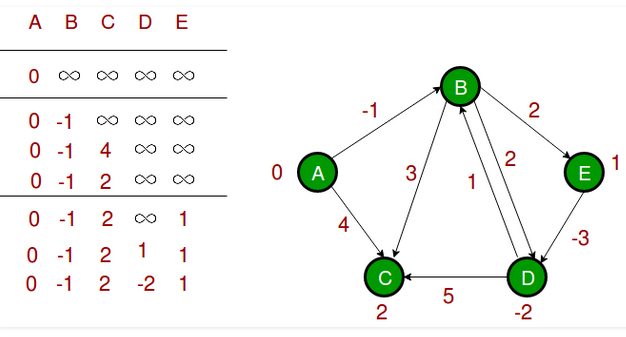 A B C D E
0 ∞ ∞ ∞ ∞
0 -1 ∞ ∞ ∞
0 -1 4 ∞ ∞
0 -1 2 ∞ ∞
0 -1 2 ∞ 1
0 -1 2 1 1
0 -1 2 -2 1
B
-1
2
3
2
1
0
A
E
1
4
-3
C
5
D
2
-2